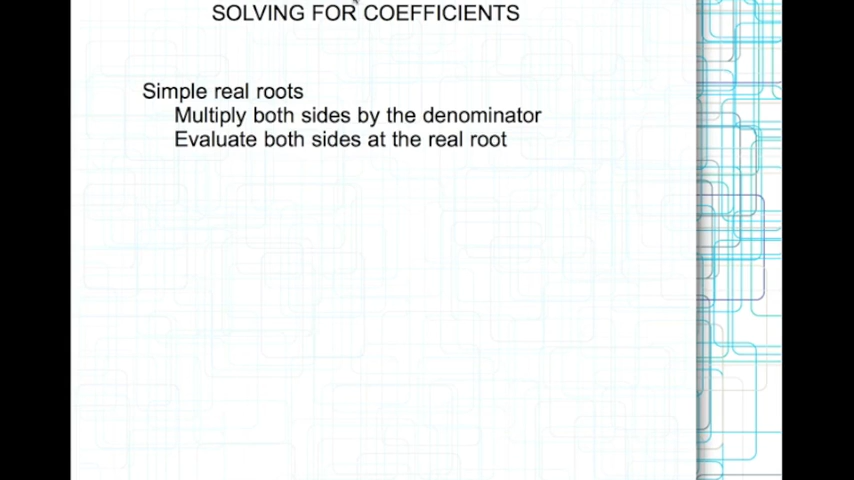 SOLVING FOR COEFFICIENTS
Simple real roots
Multiply both sides by the denominator
Evaluate both sides at the real root